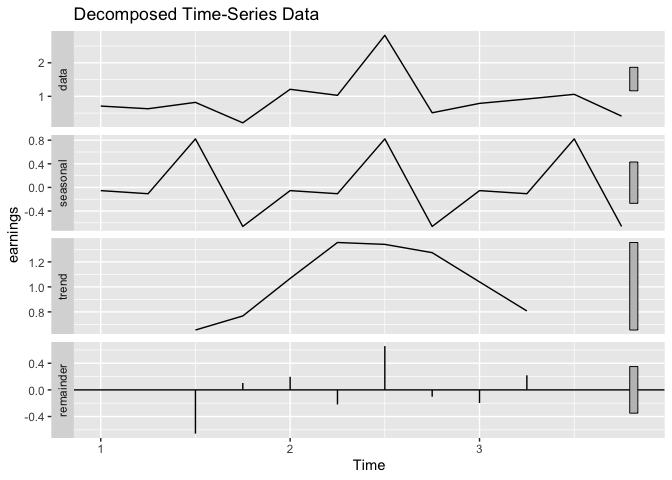 Decomposed Time-Series Data
earnings
data
2
1
seasonal
0.8
0.4
0.0
-0.4
trend
1.2
1.0
0.8
remainder
0.4
0.0
-0.4
1 2 3
Time